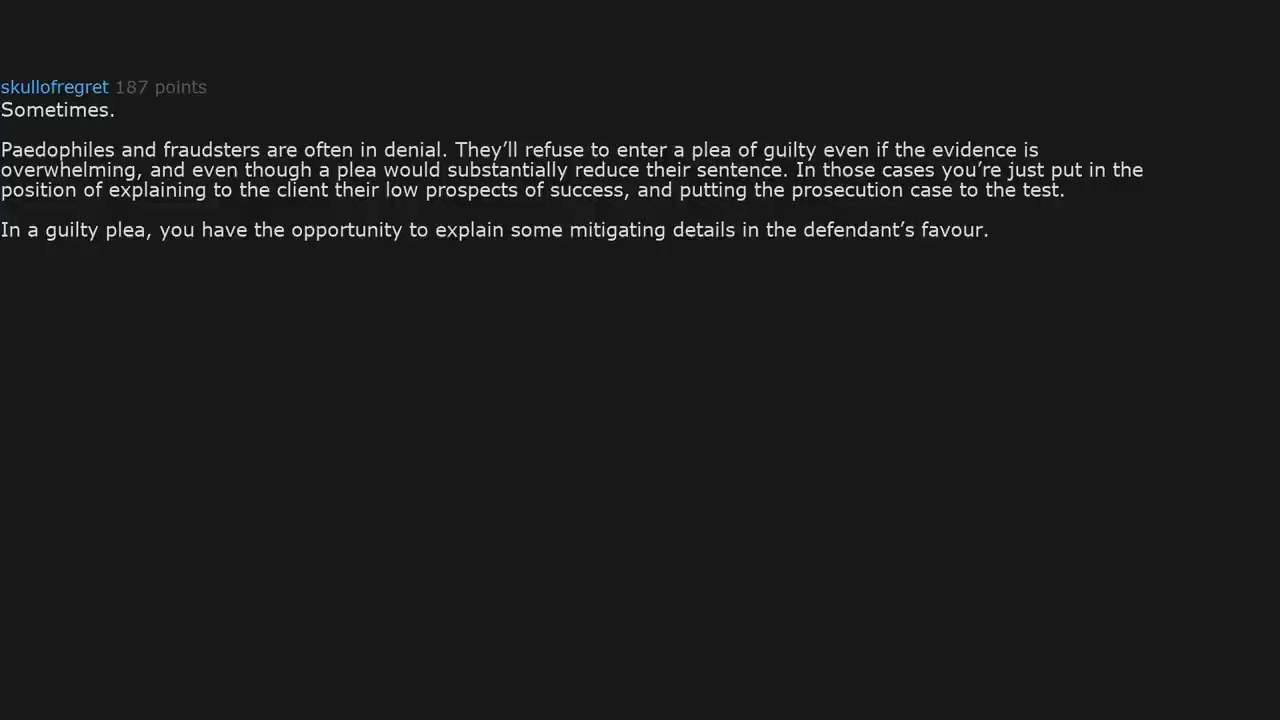 skullofregret 187 points
Sometimes.
Paedophiles and fraudsters are often in denial. They’ll refuse to enter a plea of guilty even if the evidence is
overwhelming, and even though a plea would substantially reduce their sentence. In those cases you’re just put in the
position of explaining to the client their low prospects of success, and putting the prosecution case to the test.
In a guilty plea, you have the opportunity to explain some mitigating details in the defendant’s favour.